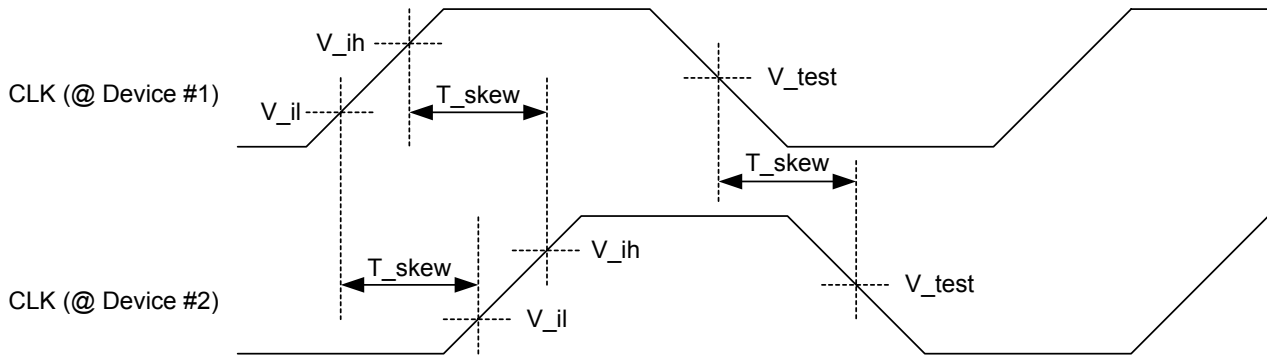 V_ih
CLK (@ Device #1)
V_il
T_skew
V_test
T_skew
V_ih
T_skew
CLK (@ Device #2)
V_il
V_test